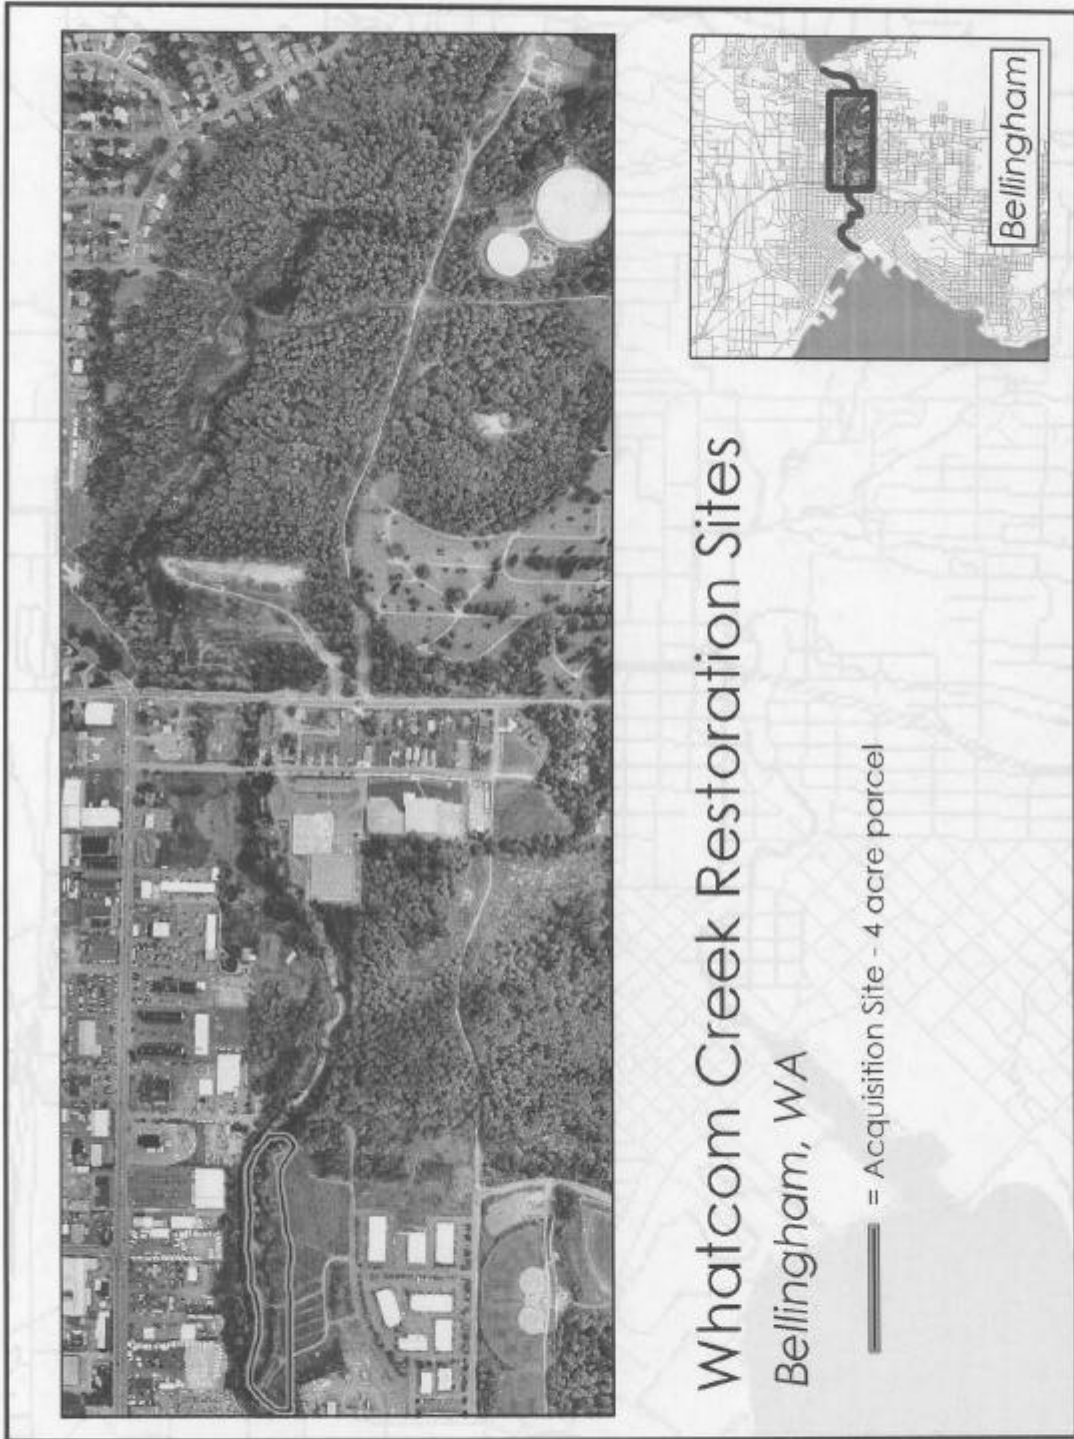 Whatcom Creek Restoration Sites
Bellingham, WA
= Acquisition Site - 4 acre parcel
Bellingham